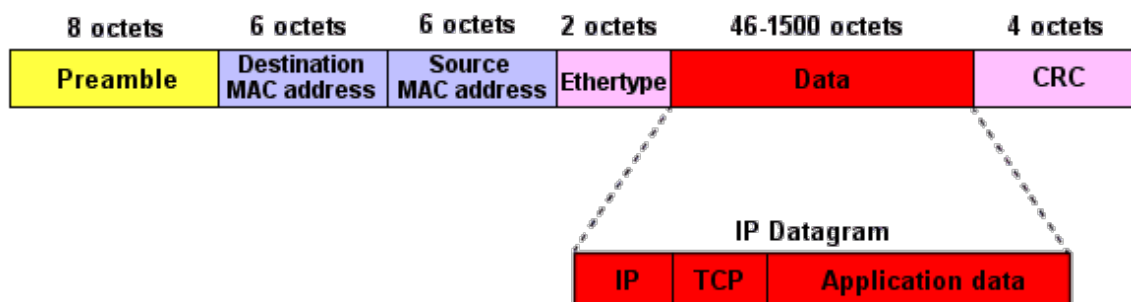 8 octets 6 octets 6 octets 2 octets 46-1500 octets 4 octets
Preamble
Destination
MAC address
Source
MAC address
Ethertype
Data
CRC
IP Datagram
IP TCP Application data